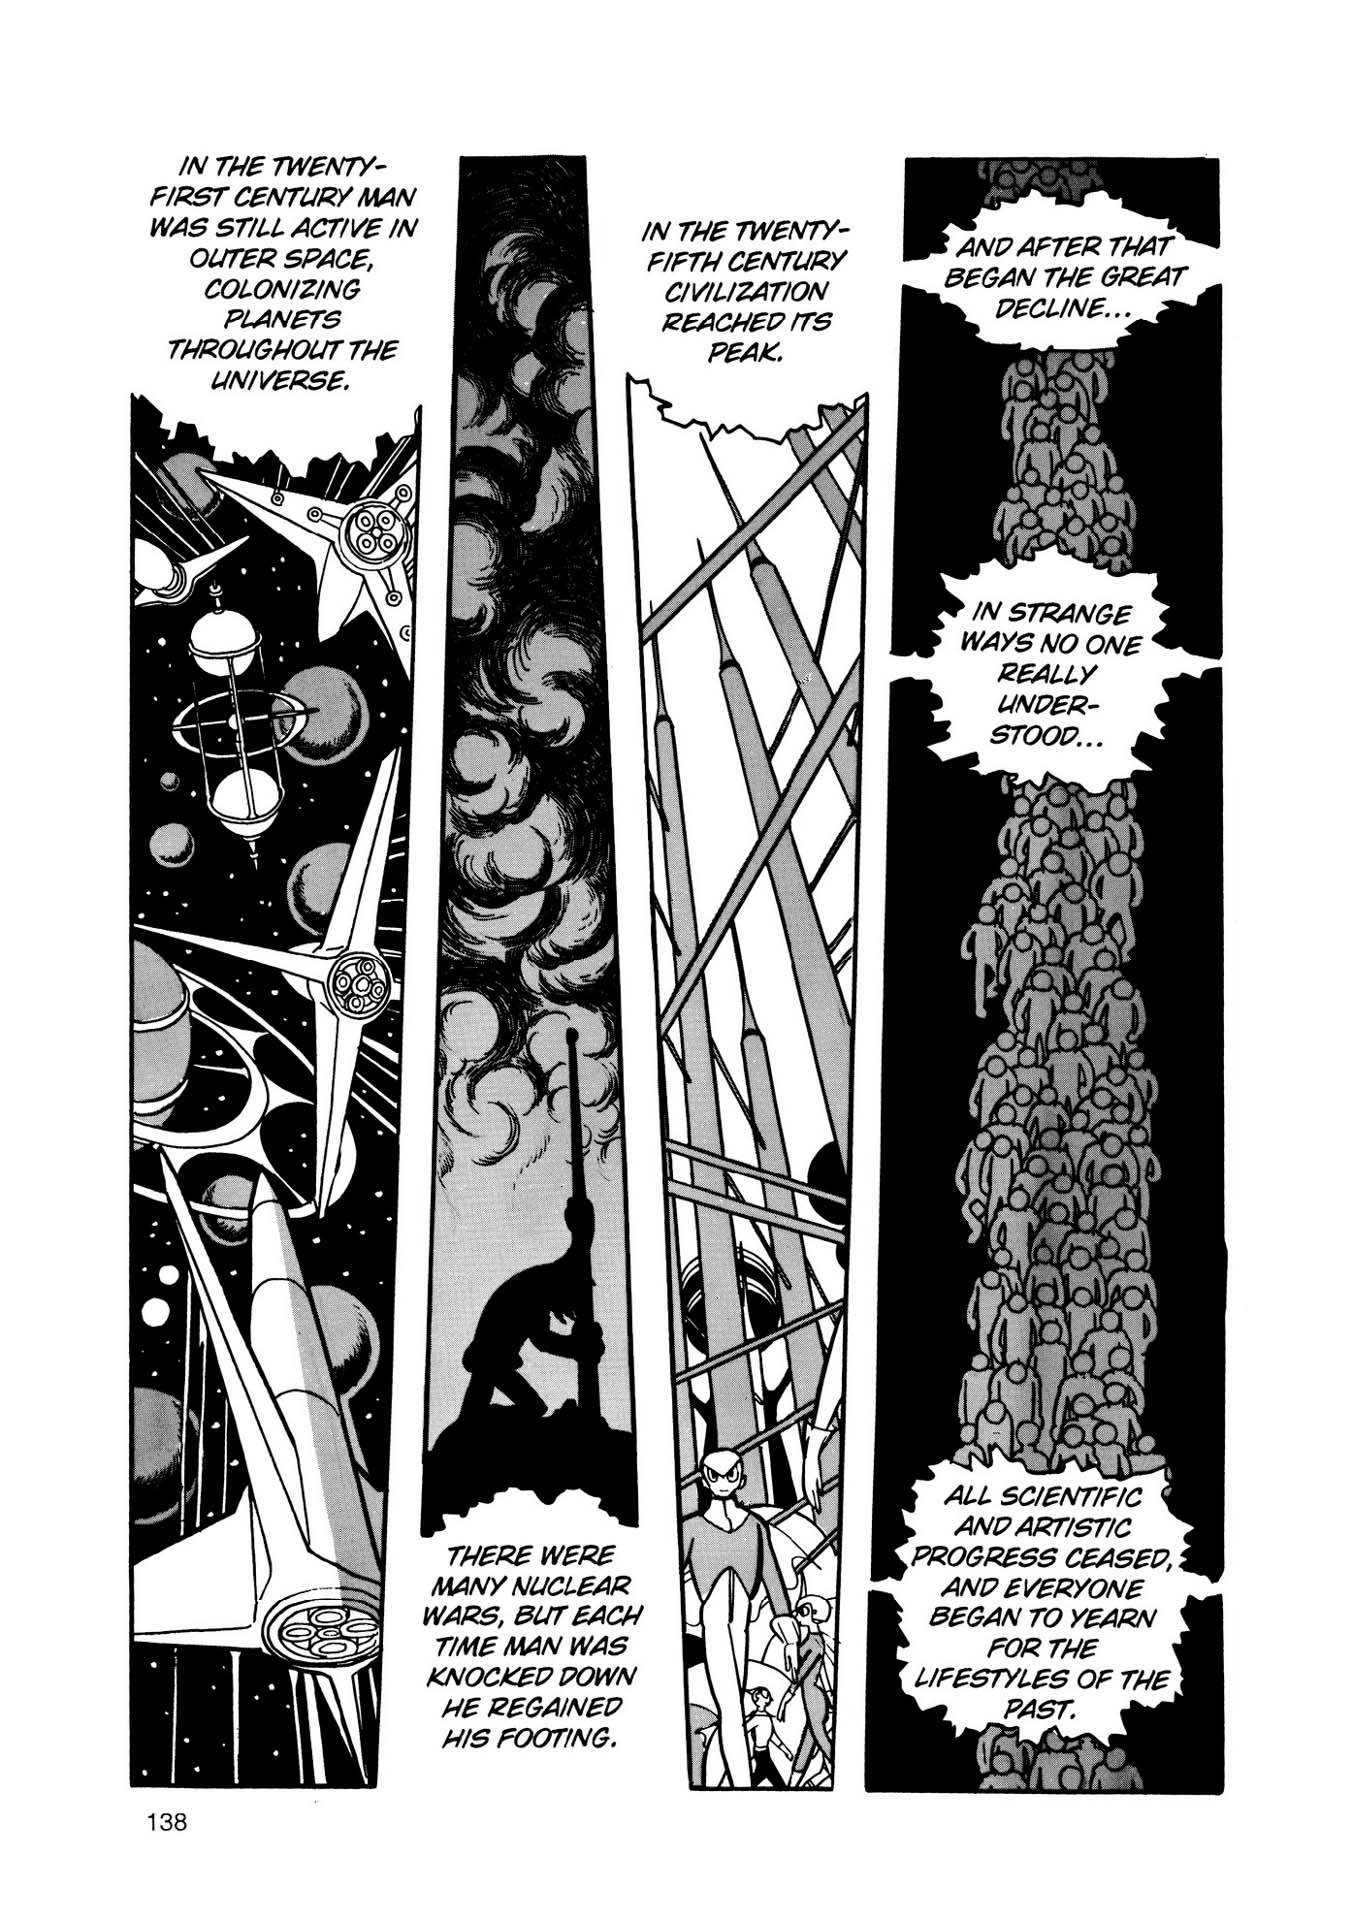 IN THE TWENTY-
FIRST CENTURY MAN
WAS STILL ACTIVE IN
OUTER SPACE,
COLONIZING
PLANETS
THROUGHOUT THE
UNIVERSE.
THERE WERE
MANY NUCLEAR
WARS, BUT EACH
TIME MAN WAS
KNOCKED DOWN
HE REGAINED
HIS FOOTING.
IN THE TWENTY-
FIFTH CENTURY
CIVILIZATION
REACHED ITS
PEAK.
AND AFTER THAT
BEGAN THE GREAT
DECLINE...
IN STRANGE
WAYS NO ONE
REALLY
UNDER-
STOOD...
ALL SCIENTIFIC
AND ARTISTIC
PROGRESS CEASED,
AND EVERYONE
BEGAN TO YEARN
FOR THE
LIFESTYLES OF THE
PAST.
138